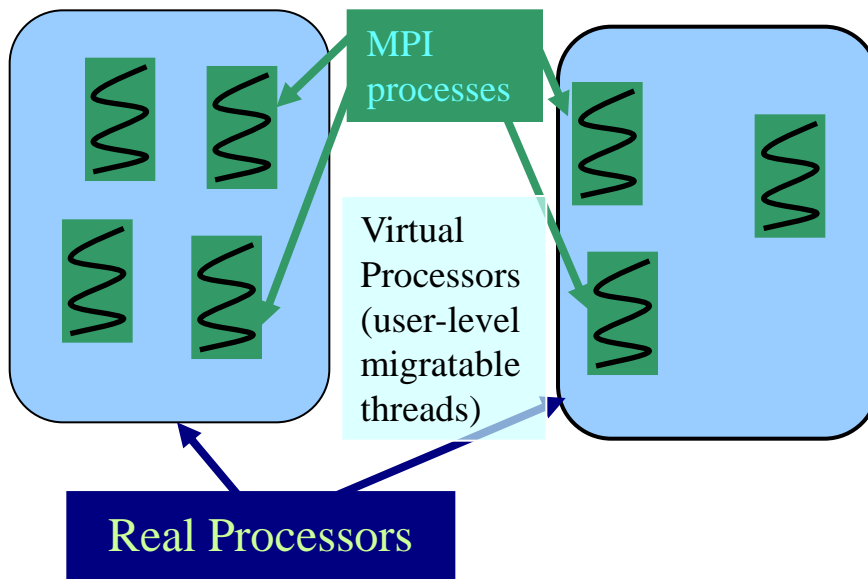 MPI
processes
Virtual
Processors
(user-level
migratable
threads)
Real Processors